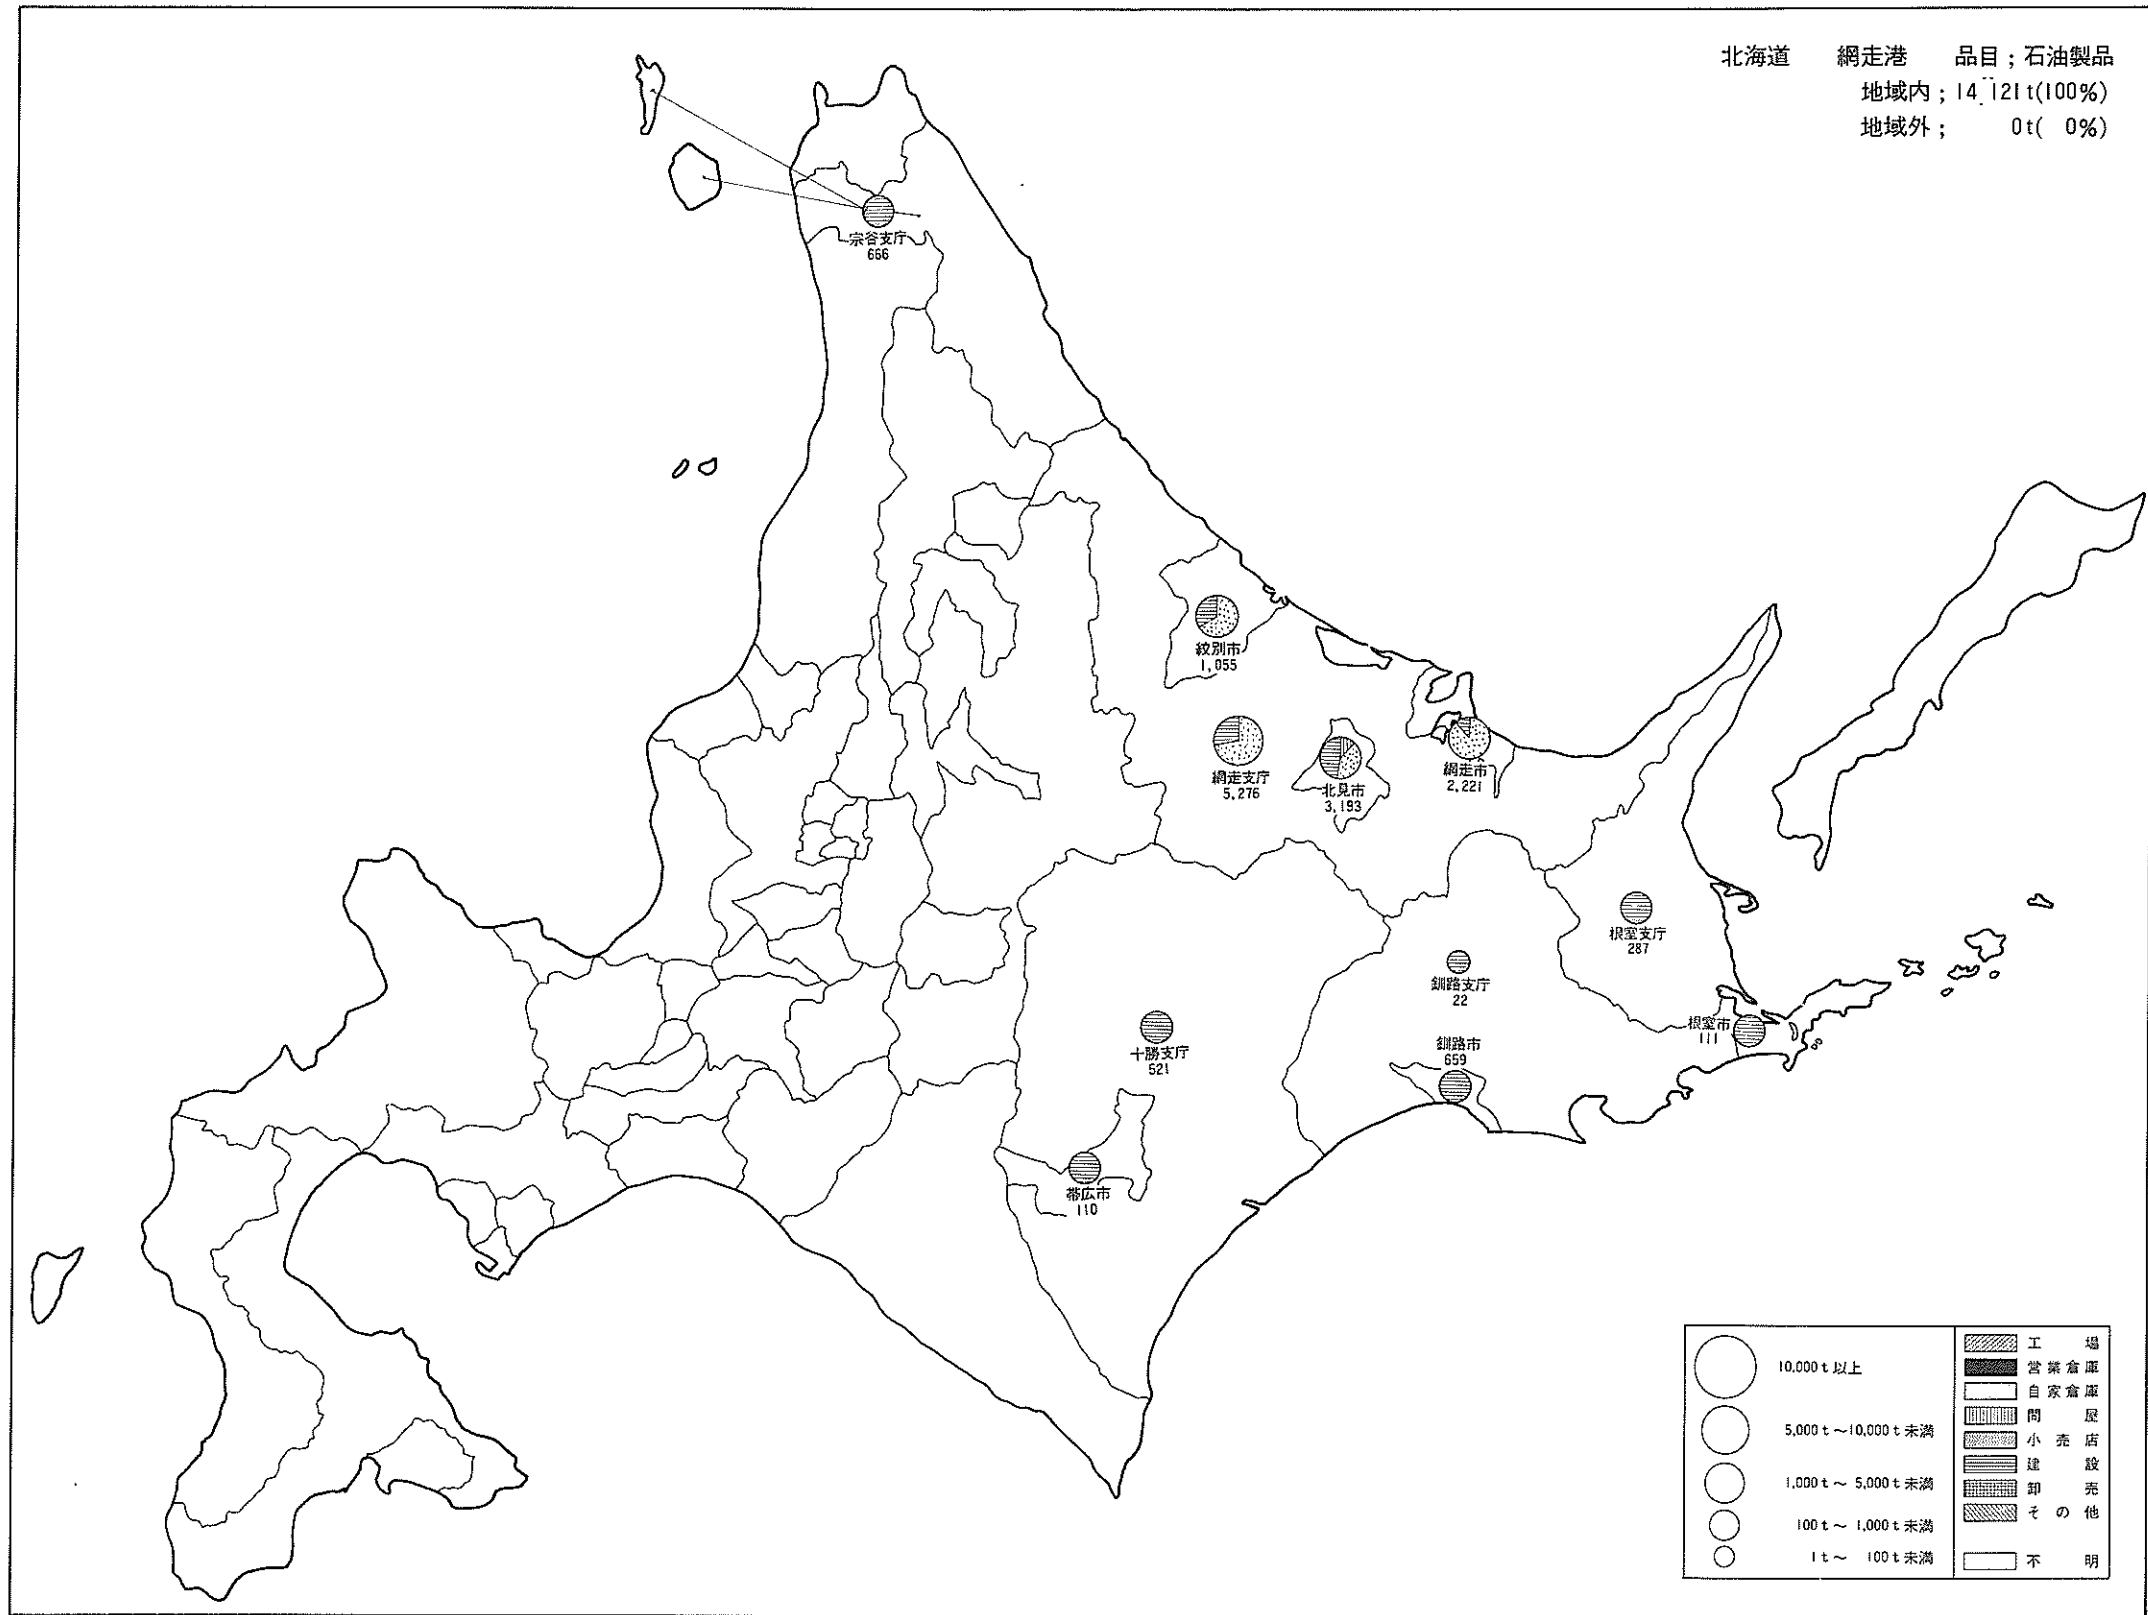 北海道 網走港 品目；石油製品
地域内；14,121t(100%)
地域外； 0t( 0%)
宗谷支庁
666
紋別市
1,055
網走支庁
5,276
北見市
3,193
網走市
2,221
根室支庁
287
釧路支庁
22
根室市
111
釧路市
659
十勝支庁
521
帯広市
110
10,000t以上
5,000t～10,000t未満
1,000t～ 5,000t未満
100t～ 1,000t未満
1t～ 100t未満
工場
営業倉庫
自家倉庫
問屋
小売店
建設
卸売
その他
不明